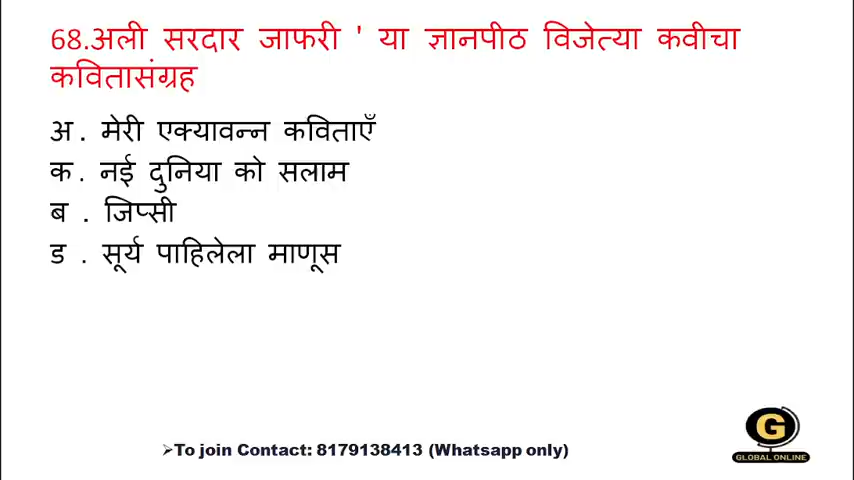 68.अली सरदार जाफरी ' या ज्ञानपीठ विजेत्या कवीचा
कवितासंग्रह
अ . मेरी एक्यावन्न कविताएँ
क . नई दुनिया को सलाम
ब . जिप्सी
ड . सूर्य पाहिलेला माणूस
➢To join Contact: 8179138413 (Whatsapp only)
G
GLOBAL ONLINE